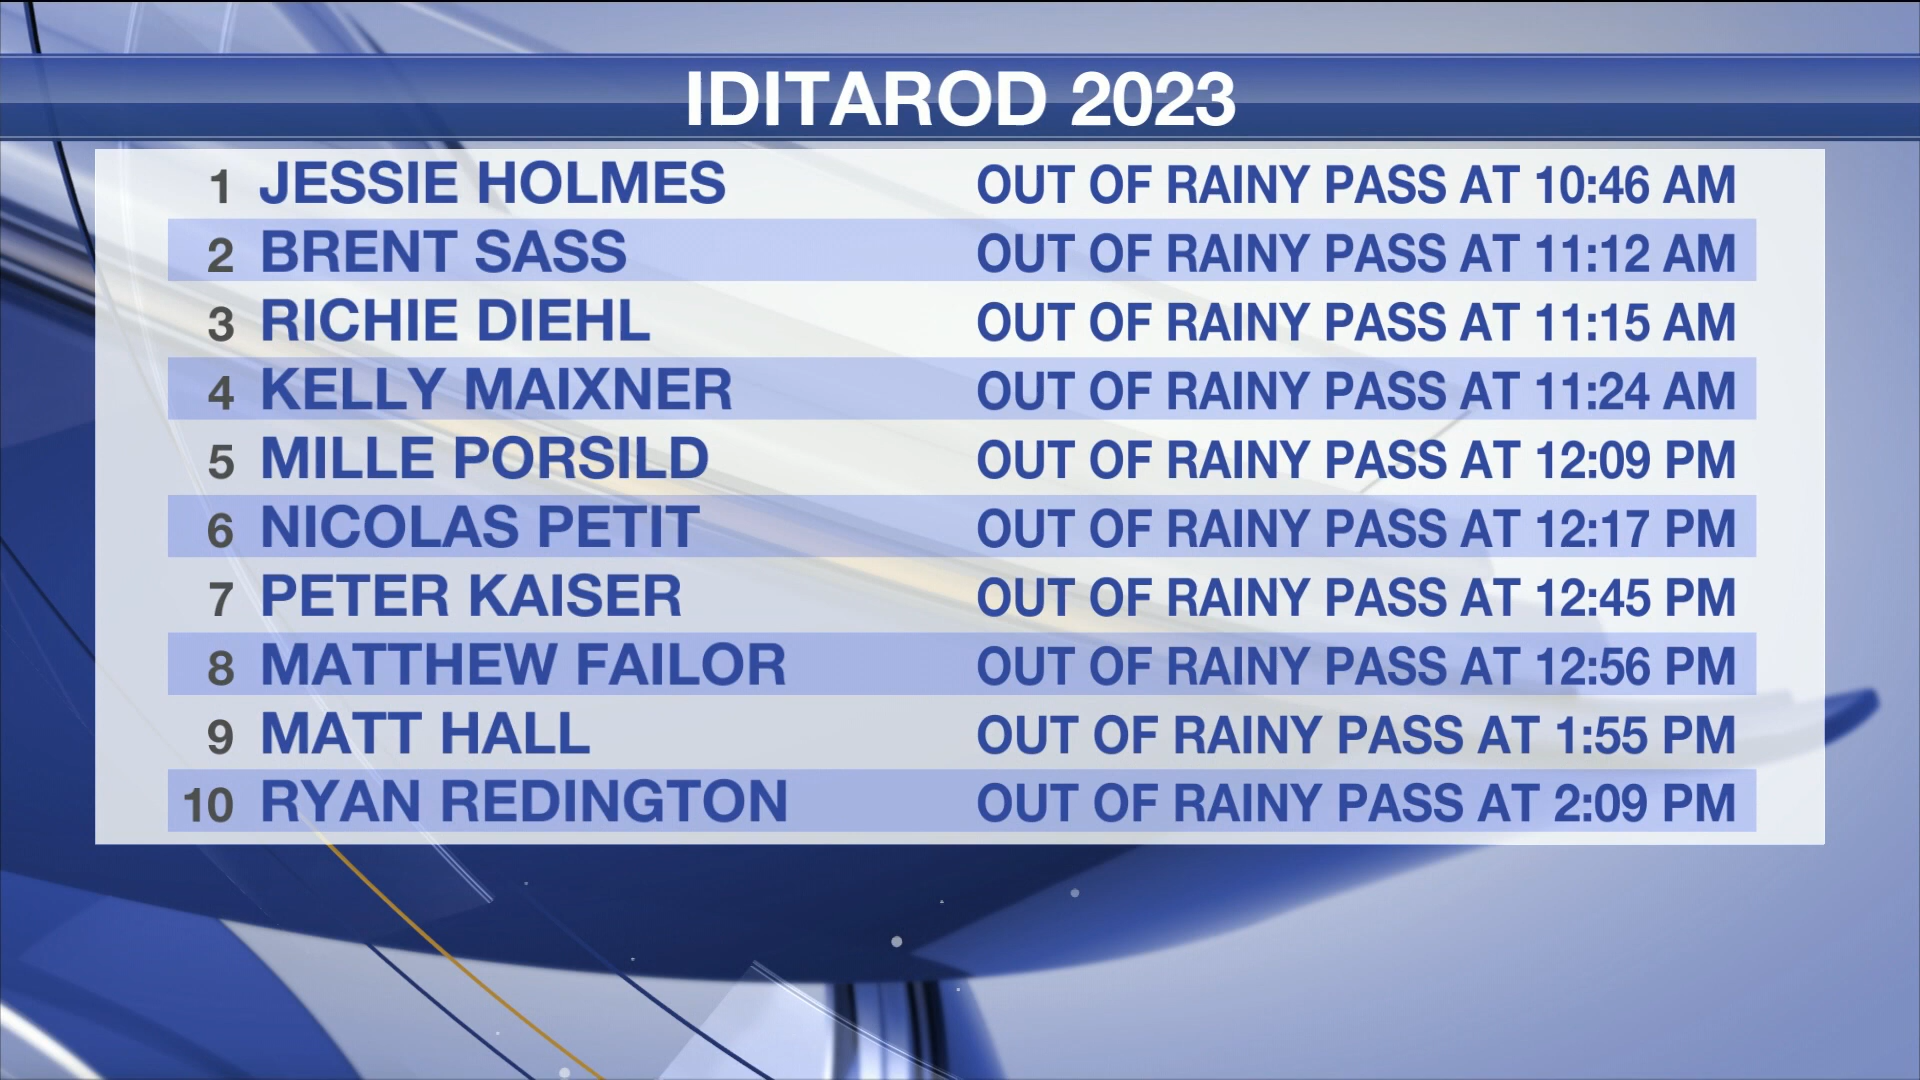 IDITAROD 2023
1 JESSIE HOLMES OUT OF RAINY PASS AT 10:46 AM
2 BRENT SASS OUT OF RAINY PASS AT 11:12 AM
3 RICHIE DIEHL OUT OF RAINY PASS AT 11:15 AM
4 KELLY MAIXNER OUT OF RAINY PASS AT 11:24 AM
5 MILLE PORSILD OUT OF RAINY PASS AT 12:09 PM
6 NICOLAS PETIT OUT OF RAINY PASS AT 12:17 PM
7 PETER KAISER OUT OF RAINY PASS AT 12:45 PM
8 MATTHEW FAILOR OUT OF RAINY PASS AT 12:56 PM
9 MATT HALL OUT OF RAINY PASS AT 1:55 PM
10 RYAN REDINGTON OUT OF RAINY PASS AT 2:09 PM